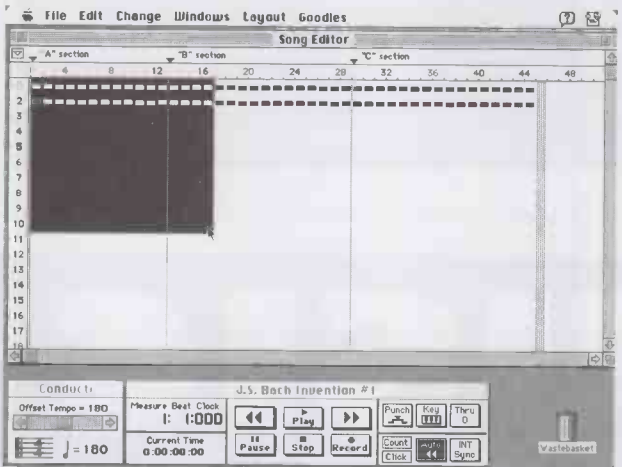 File Edit Change Windows Layout Goodies
Song Editor
"A" section "B" section "C" section
4 8 12 16 20 24 28 32 36 40 44 48
2
3
4
5
6
7
8
9
10
11
12
13
14
15
16
17
18
J.S. Bach Invention #1
Offset Tempo = 180
= 180
Measure Beat Clock
1: 1:000
Current Time
0:00:00:00
Play
Pause Stop Record
Punch Key Thru
0
Count Auto INT
Click Sync
Wastebasket